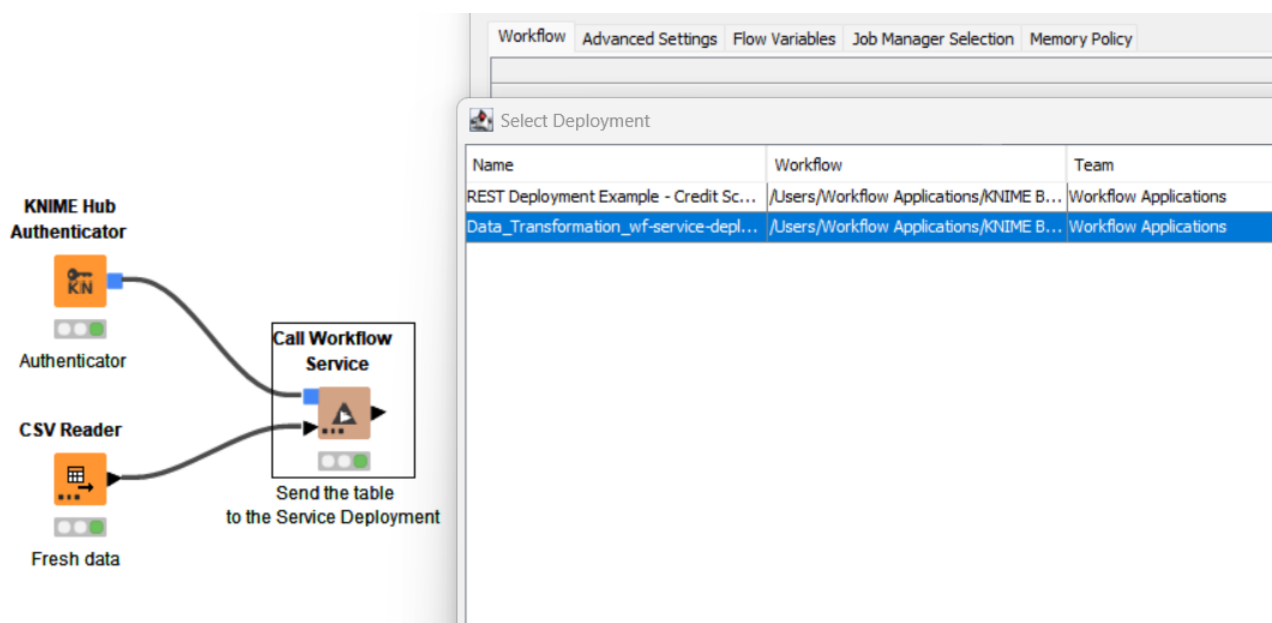 Workflow Advanced Settings Flow Variables Job Manager Selection Memory Policy
Select Deployment
Name Workflow Team
REST Deployment Example - Credit Sc... /Users/Workflow Applications/KNIME B... Workflow Applications
Data_Transformation_wf-service-depl... /Users/Workflow Applications/KNIME B... Workflow Applications
KNIME Hub
Authenticator
KN
Authenticator
Call Workflow
Service
Send the table
to the Service Deployment
CSV Reader
Fresh data